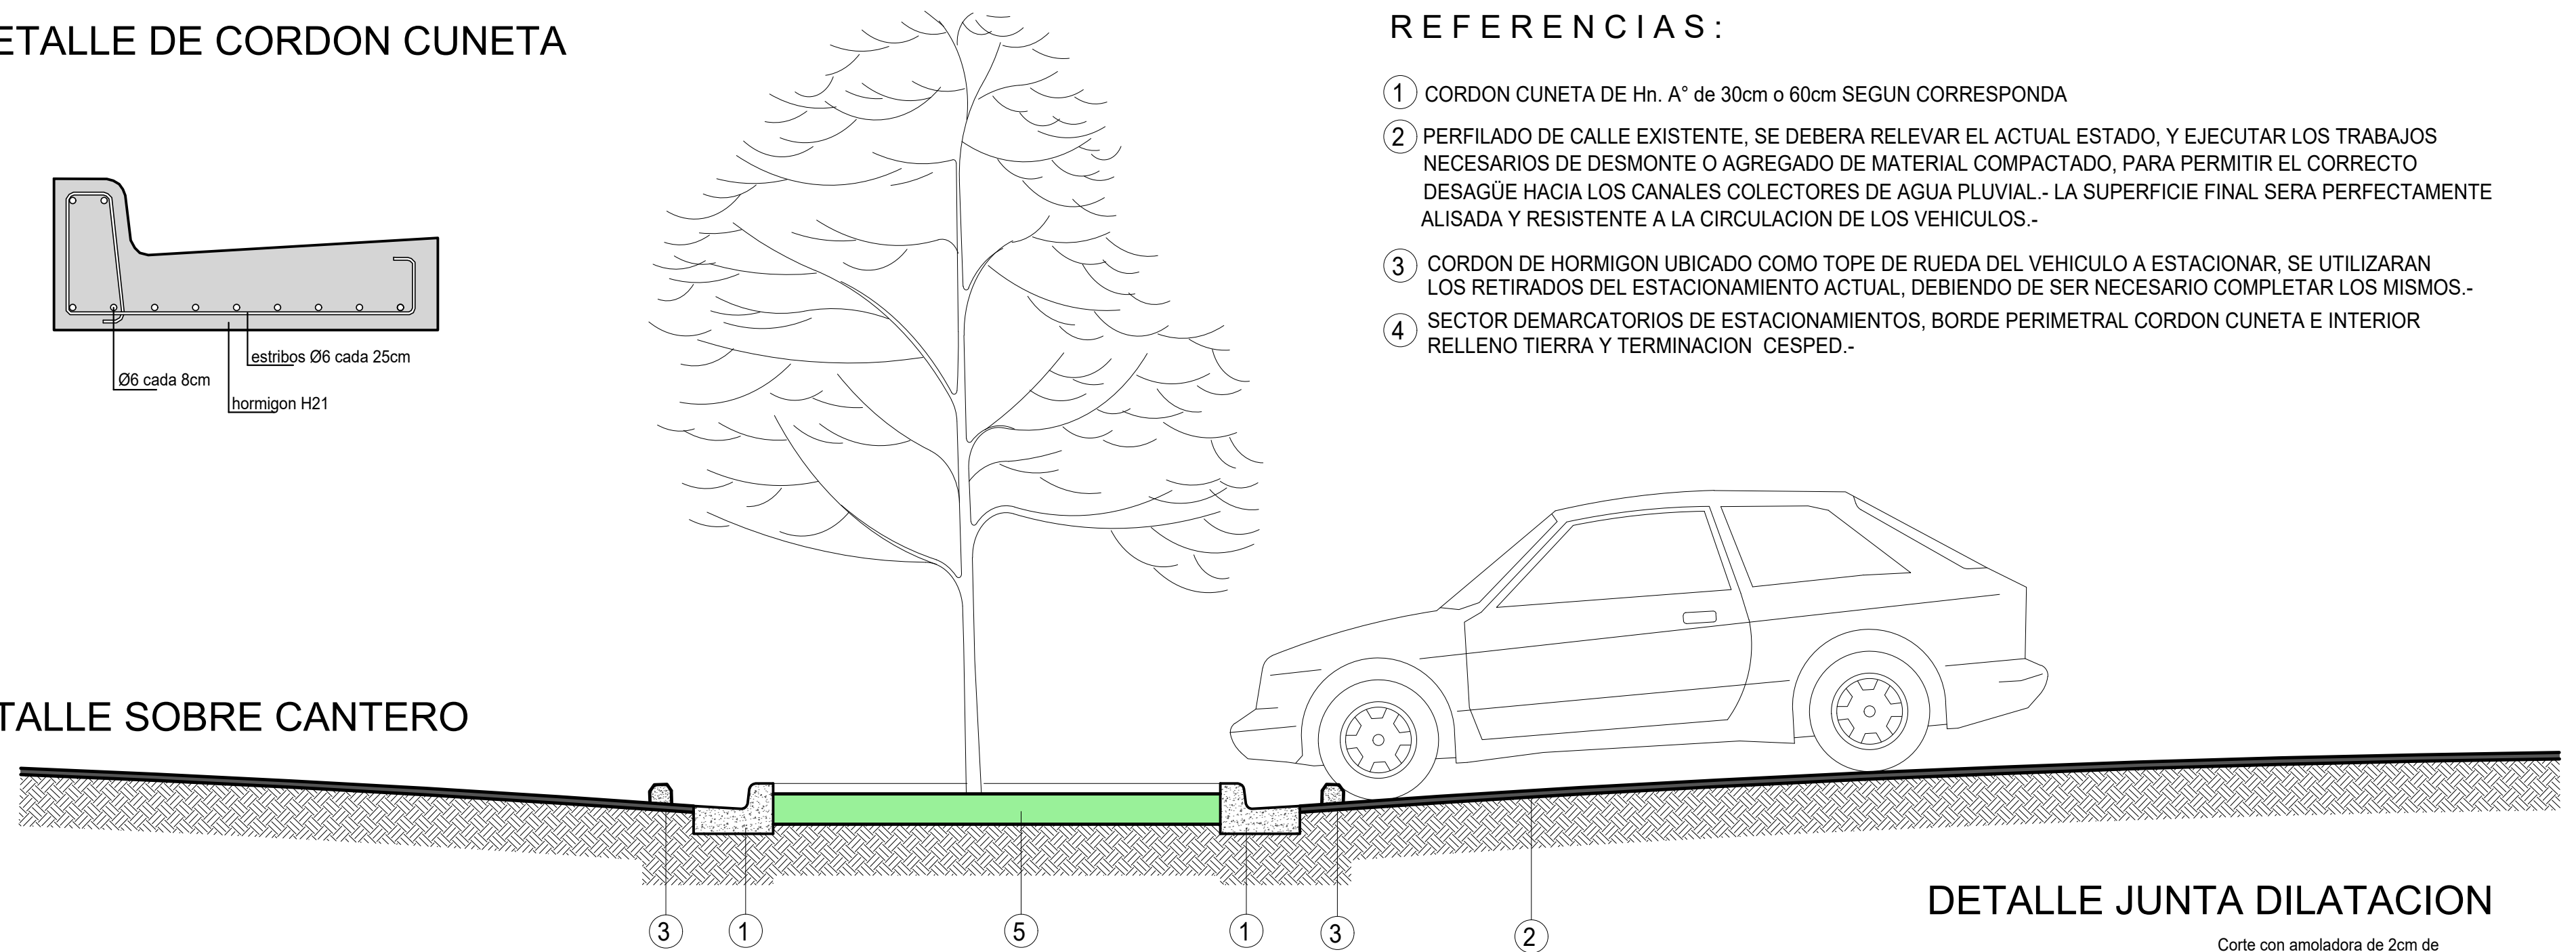 ETALLE DE CORDON CUNETA
estribos Ø6 cada 25cm
Ø6 cada 8cm
hormigon H21
REFERENCIAS:
1 CORDON CUNETA DE Hn. A° de 30cm o 60cm SEGUN CORRESPONDA
2 PERFILADO DE CALLE EXISTENTE, SE DEBERA RELEVAR EL ACTUAL ESTADO, Y EJECUTAR LOS TRABAJOS
NECESARIOS DE DESMONTE O AGREGADO DE MATERIAL COMPACTADO, PARA PERMITIR EL CORRECTO
DESAGÜE HACIA LOS CANALES COLECTORES DE AGUA PLUVIAL.- LA SUPERFICIE FINAL SERA PERFECTAMENTE
ALISADA Y RESISTENTE A LA CIRCULACION DE LOS VEHICULOS.-
3 CORDON DE HORMIGON UBICADO COMO TOPE DE RUEDA DEL VEHICULO A ESTACIONAR, SE UTILIZARAN
LOS RETIRADOS DEL ESTACIONAMIENTO ACTUAL, DEBIENDO DE SER NECESARIO COMPLETAR LOS MISMOS.-
4 SECTOR DEMARCATORIOS DE ESTACIONAMIENTOS, BORDE PERIMETRAL CORDON CUNETA E INTERIOR
RELLENO TIERRA Y TERMINACION CESPED.-
TALLE SOBRE CANTERO
3 1 5 1 3 2
DETALLE JUNTA DILATACION
Corte con amoladora de 2cm de